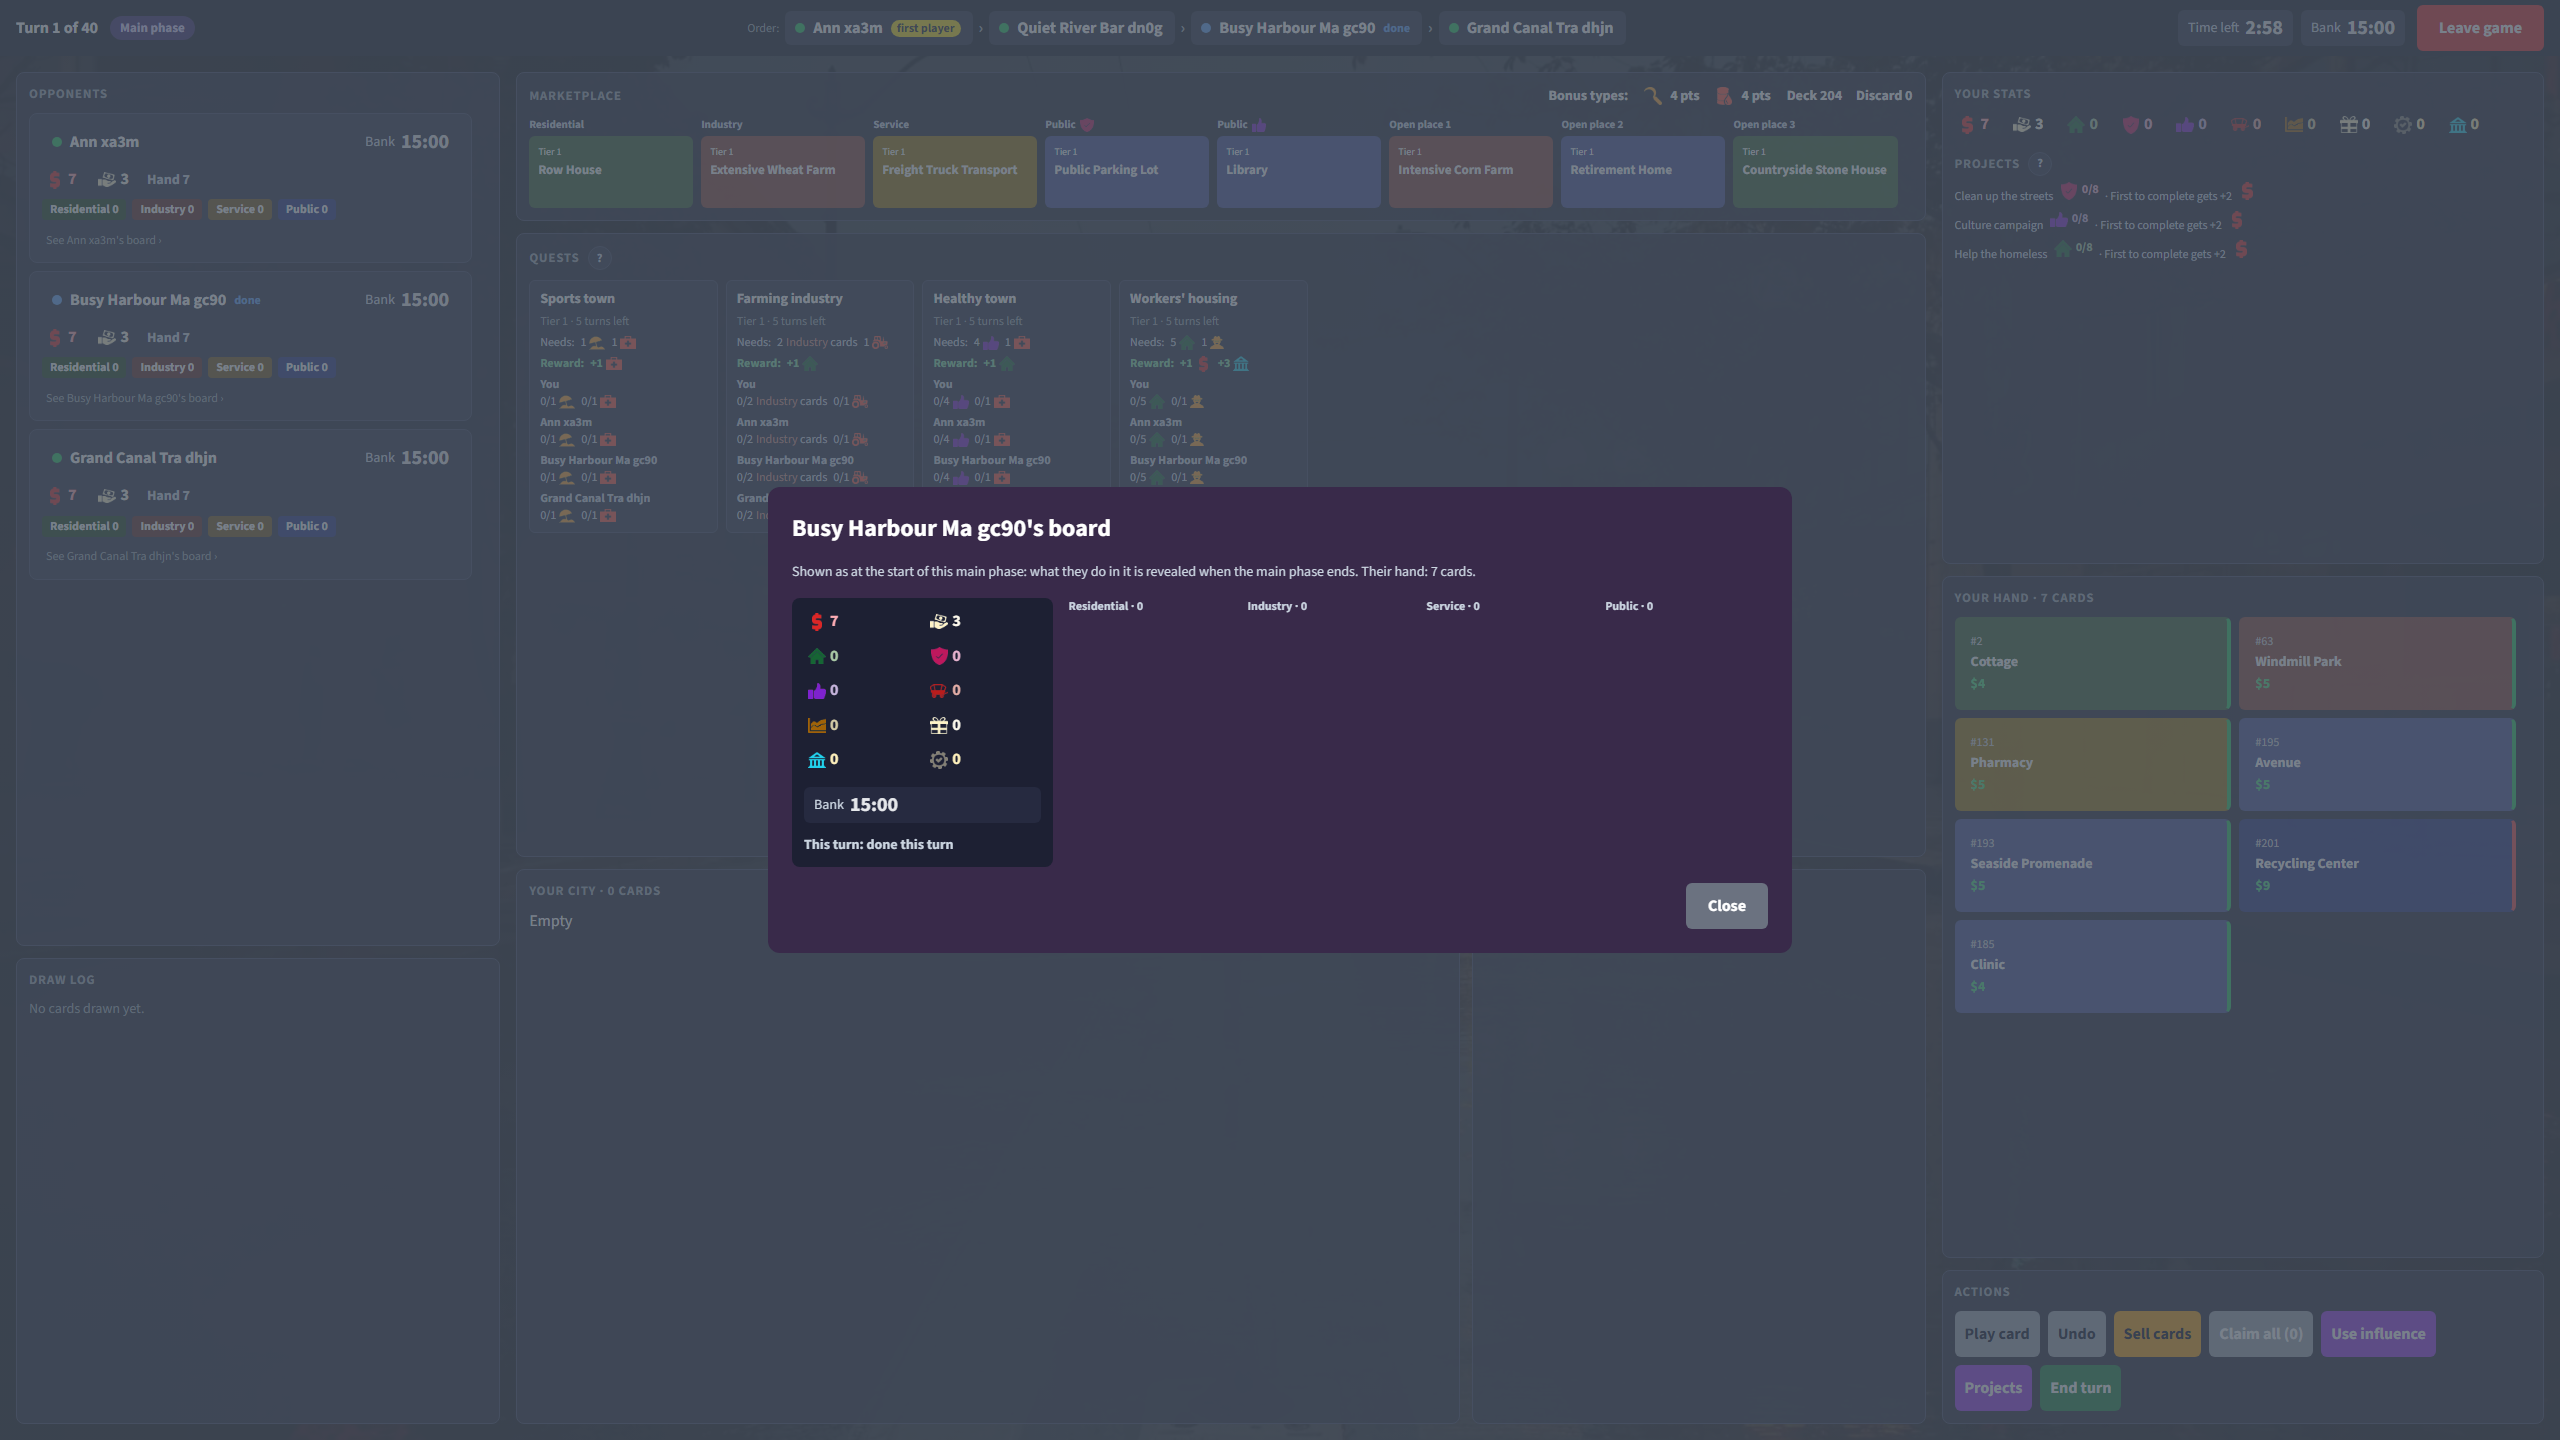 Turn 1 of 40 Main phase
Order: Ann xa3m first player › Quiet River Bar dn0g › Busy Harbour Ma gc90 done › Grand Canal Tra dhjn
Time left 2:58 Bank 15:00 Leave game
OPPONENTS
Ann xa3m Bank 15:00
7 3 Hand 7
Residential 0 Industry 0 Service 0 Public 0
See Ann xa3m's board ›
Busy Harbour Ma gc90 done Bank 15:00
7 3 Hand 7
Residential 0 Industry 0 Service 0 Public 0
See Busy Harbour Ma gc90's board ›
Grand Canal Tra dhjn Bank 15:00
7 3 Hand 7
Residential 0 Industry 0 Service 0 Public 0
See Grand Canal Tra dhjn's board ›
DRAW LOG
No cards drawn yet.
MARKETPLACE
Bonus types: 4 pts 4 pts Deck 204 Discard 0
Residential Industry Service Public Public Open place 1 Open place 2 Open place 3
Tier 1 Tier 1 Tier 1 Tier 1 Tier 1 Tier 1 Tier 1 Tier 1
Row House Extensive Wheat Farm Freight Truck Transport Public Parking Lot Library Intensive Corn Farm Retirement Home Countryside Stone House
QUESTS ?
Sports town
Tier 1 · 5 turns left
Needs: 1 1
Reward: +1
You
0/1 0/1
Ann xa3m
0/1 0/1
Busy Harbour Ma gc90
0/1 0/1
Grand Canal Tra dhjn
0/1 0/1
Farming industry
Tier 1 · 5 turns left
Needs: 2 Industry cards 1
Reward: +1
You
0/2 Industry cards 0/1
Ann xa3m
0/2 Industry cards 0/1
Busy Harbour Ma gc90
0/2 Industry cards 0/1
Grand
0/2
Healthy town
Tier 1 · 5 turns left
Needs: 4 1
Reward: +1
You
0/4 0/1
Ann xa3m
0/4 0/1
Busy Harbour Ma gc90
0/4 0/1
Workers' housing
Tier 1 · 5 turns left
Needs: 5 1
Reward: +1 +3
You
0/5 0/1
Ann xa3m
0/5 0/1
Busy Harbour Ma gc90
0/5 0/1
Busy Harbour Ma gc90's board
Shown as at the start of this main phase: what they do in it is revealed when the main phase ends. Their hand: 7 cards.
7 3
0 0
0 0
0 0
0 0
Bank 15:00
This turn: done this turn
Residential · 0 Industry · 0 Service · 0 Public · 0
Close
YOUR CITY · 0 CARDS
Empty
YOUR STATS
7 3 0 0 0 0 0 0 0 0
PROJECTS ?
Clean up the streets 0/8 · First to complete gets +2
Culture campaign 0/8 · First to complete gets +2
Help the homeless 0/8 · First to complete gets +2
YOUR HAND · 7 CARDS
#2
Cottage
$4
#63
Windmill Park
$5
#131
Pharmacy
$5
#195
Avenue
$5
#193
Seaside Promenade
$5
#201
Recycling Center
$9
#185
Clinic
$4
ACTIONS
Play card Undo Sell cards Claim all (0) Use influence
Projects End turn